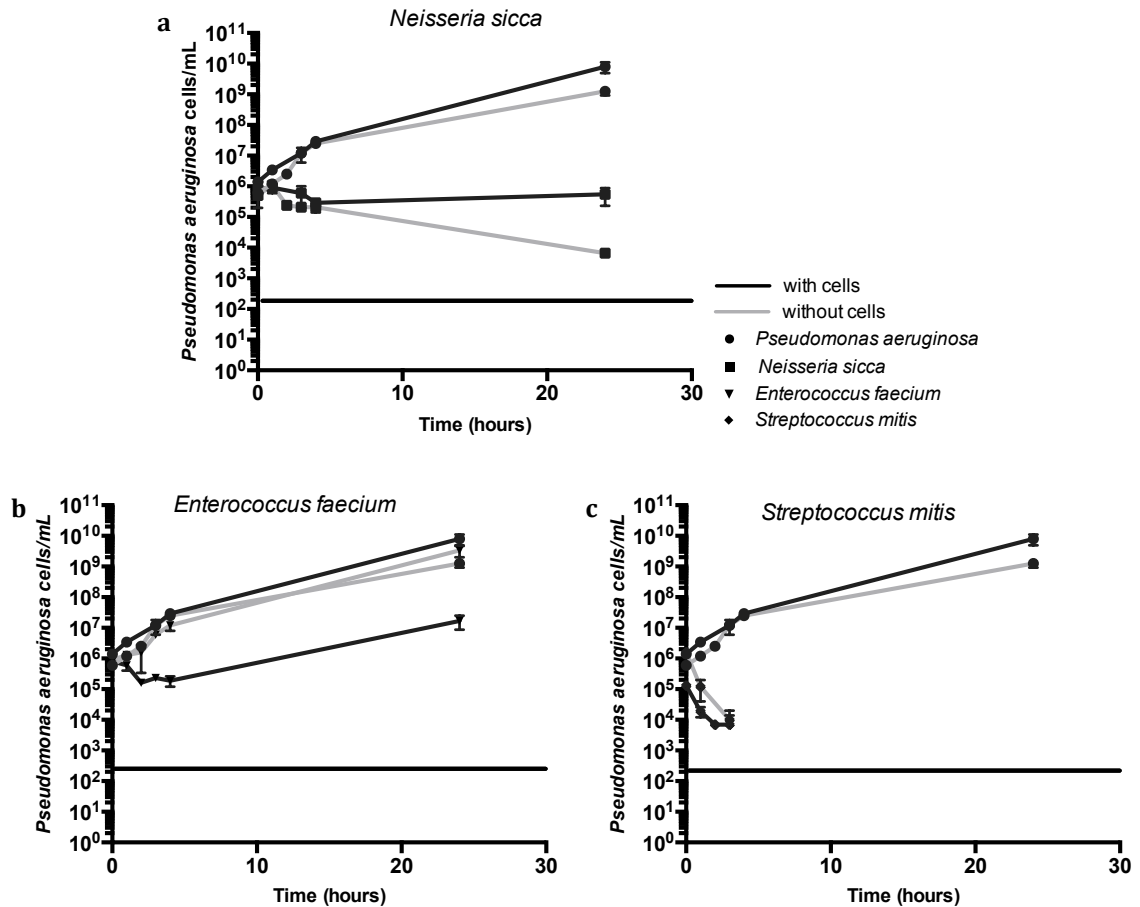 a
Neisseria sicca
Pseudomonas aeruginosa cells/mL
10¹¹
10¹⁰
10⁹
10⁸
10⁷
10⁶
10⁵
10⁴
10³
10²
10¹
10⁰
0 10 20 30
Time (hours)
with cells
without cells
Pseudomonas aeruginosa
Neisseria sicca
Enterococcus faecium
Streptococcus mitis
b
Enterococcus faecium
Pseudomonas aeruginosa cells/mL
10¹¹
10¹⁰
10⁹
10⁸
10⁷
10⁶
10⁵
10⁴
10³
10²
10¹
10⁰
0 10 20 30
Time (hours)
c
Streptococcus mitis
Pseudomonas aeruginosa cells/mL
10¹¹
10¹⁰
10⁹
10⁸
10⁷
10⁶
10⁵
10⁴
10³
10²
10¹
10⁰
0 10 20 30
Time (hours)